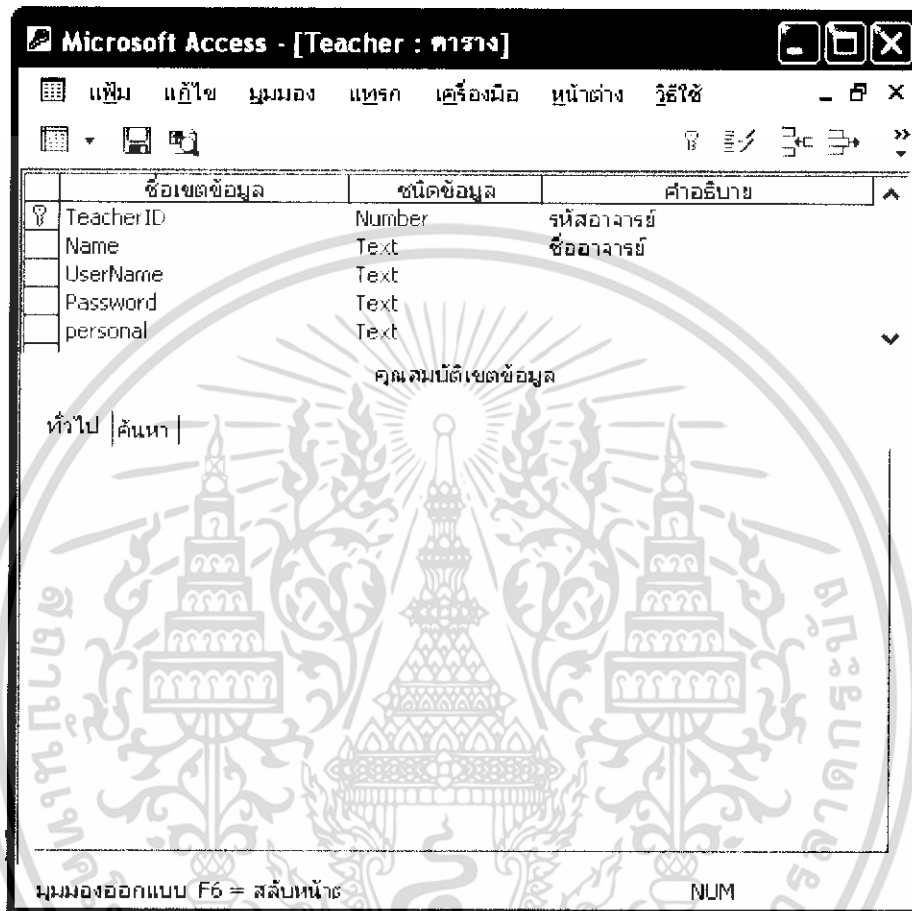 Microsoft Access - [Teacher : ตาราง]
แฟ้ม แก้ไข มุมมอง แทรก เครื่องมือ หน้าต่าง วิธีใช้
ชื่อเขตข้อมูล ชนิดข้อมูล คำอธิบาย
TeacherID Number รหัสอาจารย์
Name Text ชื่ออาจารย์
UserName Text
Password Text
personal Text
คุณสมบัติเขตข้อมูล
ทั่วไป ค้นหา
มุมมองออกแบบ F6 = สลับหน้าต NUM